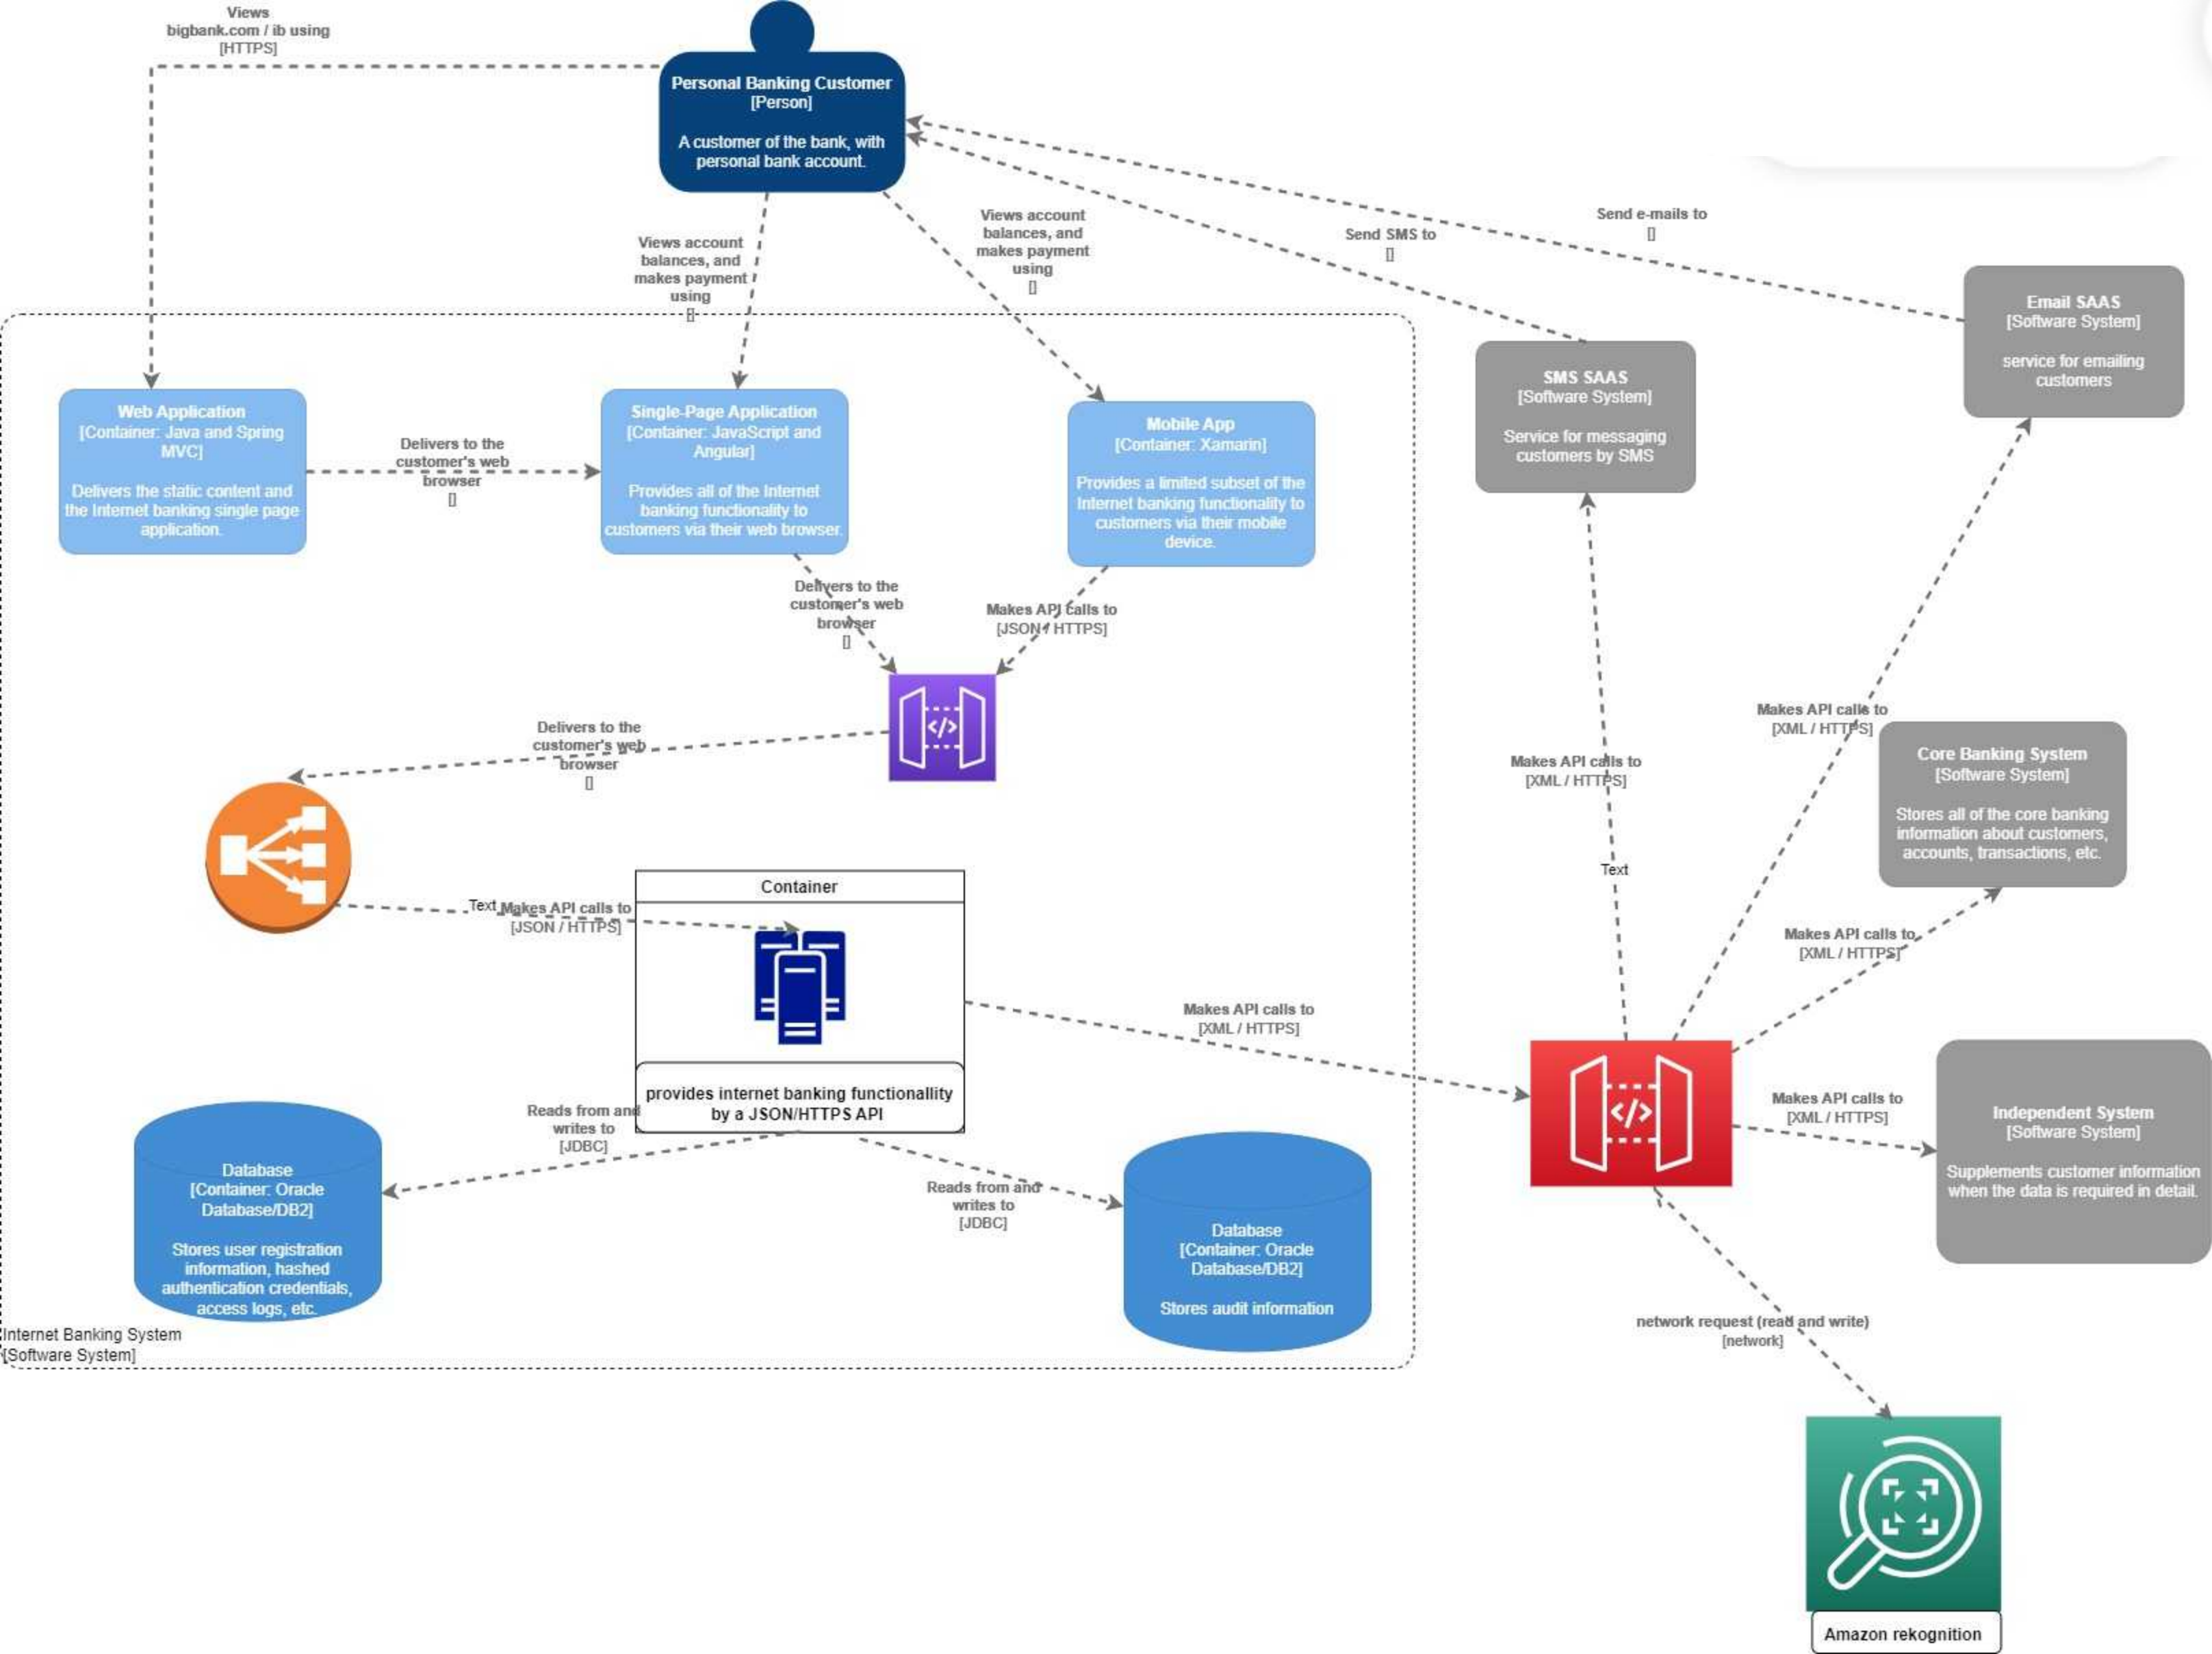 Views
bigbank.com / ib using
[HTTPS]
Personal Banking Customer
[Person]
A customer of the bank, with
personal bank account.
Views account
balances, and
makes payment
using
[]
Views account
balances, and
makes payment
using
[]
Send SMS to
[]
Send e-mails to
[]
Email SAAS
[Software System]
service for emailing
customers
SMS SAAS
[Software System]
Service for messaging
customers by SMS
Web Application
[Container: Java and Spring
MVC]
Delivers the static content and
the Internet banking single page
application.
Delivers to the
customer's web
browser
[]
Single-Page Application
[Container: JavaScript and
Angular]
Provides all of the Internet
banking functionality to
customers via their web browser.
Mobile App
[Container: Xamarin]
Provides a limited subset of the
Internet banking functionality to
customers via their mobile
device.
Delivers to the
customer's web
browser
[]
Makes API calls to
[JSON / HTTPS]
</>
Delivers to the
customer's web
browser
[]
Makes API calls to
[XML / HTTPS]
Text
Makes API calls to
[XML / HTTPS]
Core Banking System
[Software System]
Stores all of the core banking
information about customers,
accounts, transactions, etc.
Text
Makes API calls to
[JSON / HTTPS]
Container
provides internet banking functionallity
by a JSON/HTTPS API
Makes API calls to
[XML / HTTPS]
Makes API calls to
[XML / HTTPS]
</>
Makes API calls to
[XML / HTTPS]
Independent System
[Software System]
Supplements customer information
when the data is required in detail.
Reads from and
writes to
[JDBC]
Reads from and
writes to
[JDBC]
Database
[Container: Oracle
Database/DB2]
Stores user registration
information, hashed
authentication credentials,
access logs, etc.
Database
[Container: Oracle
Database/DB2]
Stores audit information
Internet Banking System
[Software System]
network request (read and write)
[network]
Amazon rekognition